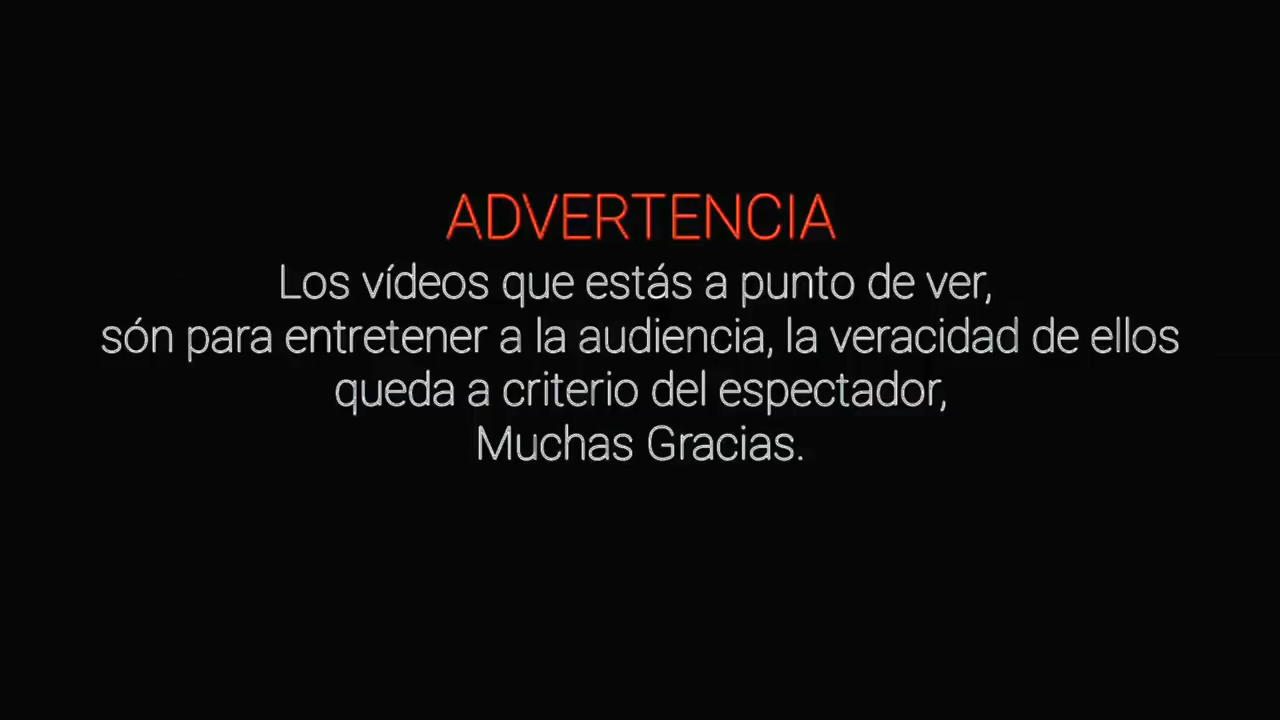 ADVERTENCIA
Los vídeos que estás a punto de ver,
són para entretener a la audiencia, la veracidad de ellos
queda a criterio del espectador,
Muchas Gracias.